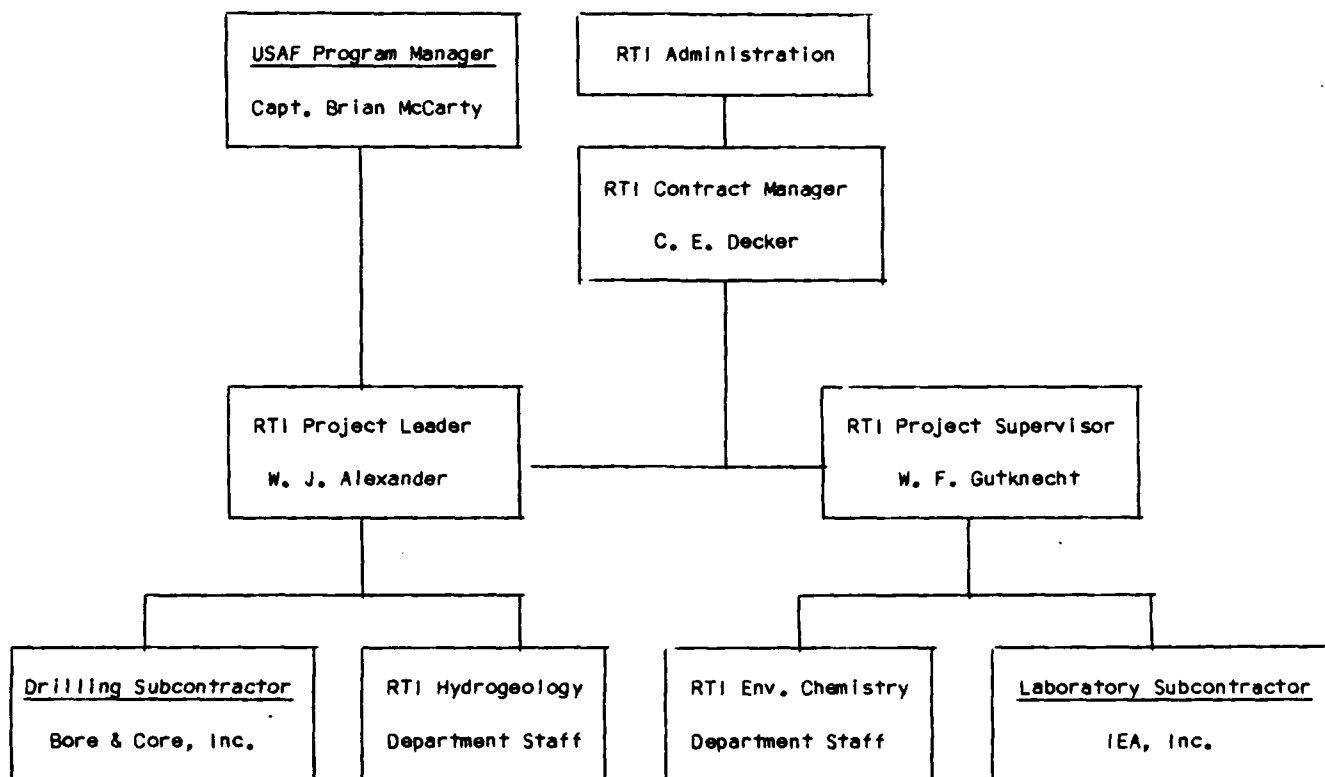 USAF Program Manager
Capt. Brian McCarty
RTI Administration
RTI Contract Manager
C. E. Decker
RTI Project Leader
W. J. Alexander
RTI Project Supervisor
W. F. Gutknecht
Drilling Subcontractor
Bore & Core, Inc.
RTI Hydrogeology
Department Staff
RTI Env. Chemistry
Department Staff
Laboratory Subcontractor
IEA, Inc.